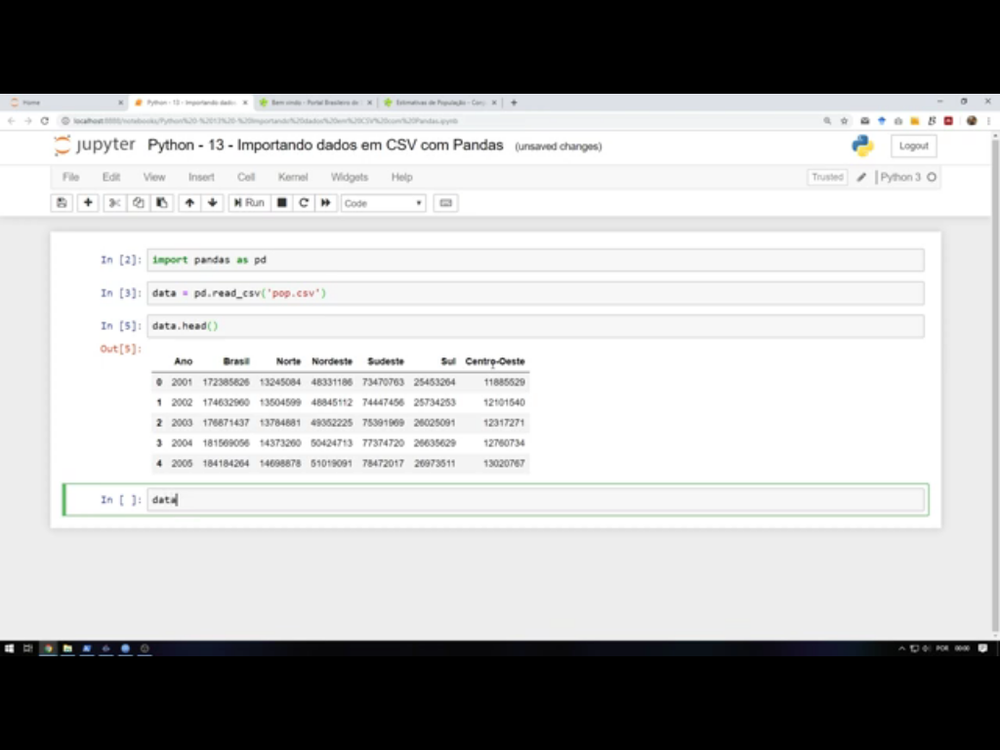 Home
Python - 13 - Importando dado
Bem vindo - Portal Brasileiro de
Estimativas de População - Conj
localhost:8888/notebooks/Python%20-%2013%20-%20Importando%20dados%20em%20CSV%20com%20Pandas.ipynb
jupyter Python - 13 - Importando dados em CSV com Pandas (unsaved changes)
Logout
File Edit View Insert Cell Kernel Widgets Help
Trusted Python 3
Run Code
In [2]: import pandas as pd
In [3]: data = pd.read_csv('pop.csv')
In [5]: data.head()
Out[5]:
Ano Brasil Norte Nordeste Sudeste Sul Centro-Oeste
0 2001 172385826 13245084 48331186 73470763 25453264 11885529
1 2002 174632960 13504599 48845112 74447456 25734253 12101540
2 2003 176871437 13784881 49352225 75391969 26025091 12317271
3 2004 181569056 14373260 50424713 77374720 26635629 12760734
4 2005 184184264 14698878 51019091 78472017 26973511 13020767
In [ ]: data
POR 00:00